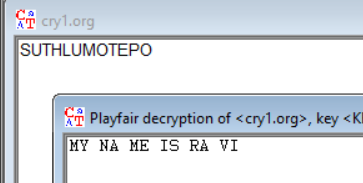 cry1.org
SUTHLUMOTEPO
Playfair decryption of <cry1.org>, key <K
MY NA ME IS RA VI